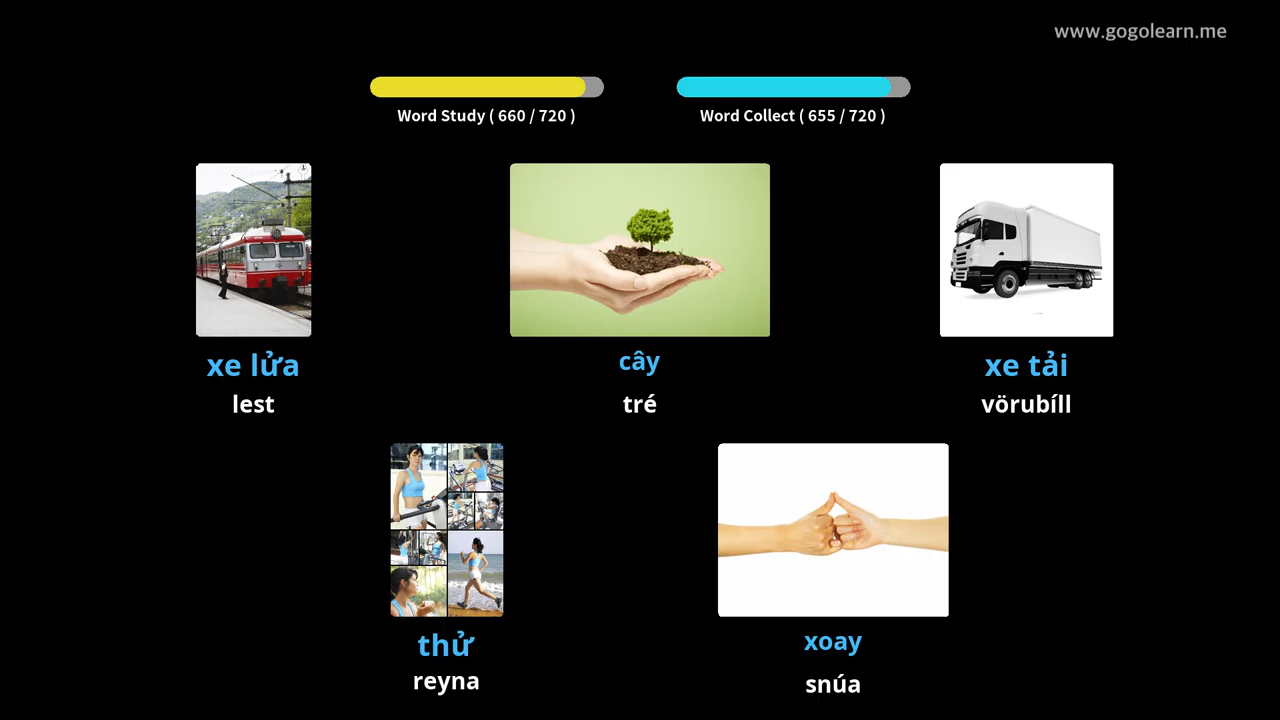 www.gogolearn.me
Word Study ( 660 / 720 )
Word Collect ( 655 / 720 )
xe lửa
lest
cây
tré
xe tải
vörubíll
thử
reyna
xoay
snúa